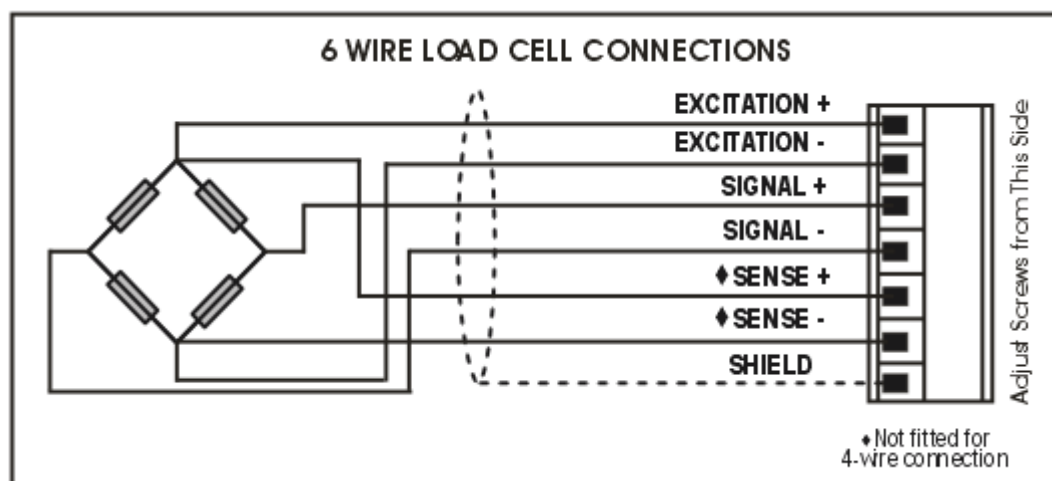 6 WIRE LOAD CELL CONNECTIONS
EXCITATION +
EXCITATION -
SIGNAL +
SIGNAL -
♦SENSE +
♦SENSE -
SHIELD
Adjust Screws from This Side
♦Not fitted for
4-wire connection